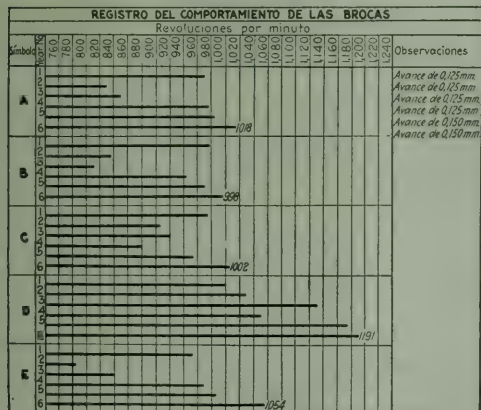 REGISTRO DEL COMPORTAMIENTO DE LAS BROCAS
Revoluciones por minuto
Símbolo
760 780 800 820 840 860 880 900 920 940 960 980 1,000 1,020 1,040 1,060 1,080 1,100 1,120 1,140 1,160 1,180 1,200 1,220 1,240
Observaciones
A
1 Avance de 0,125 mm
2 Avance de 0,125 mm
3 Avance de 0,125 mm
4 Avance de 0,125 mm
5 Avance de 0,150 mm
6 1018 Avance de 0,150 mm
B
1
2
3
4
5
6 998
C
1
2
3
4
5
6 1002
D
1
2
3
4
5
1191
E
1
2
3
4
5
6 1054